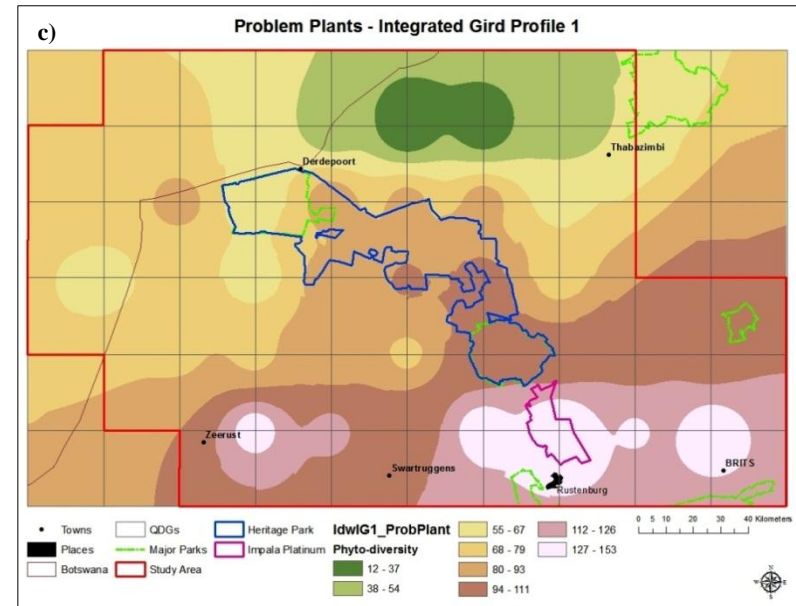 c)
Problem Plants - Integrated Gird Profile 1
Derdepoort
Thabazimbi
Zeerust
Swartruggens
Rustenburg
BRITS
Towns
QDGs
Heritage Park
IdwIG1_ProbPlant
55 - 67
112 - 126
0 5 10 20 30 40 Kilometers
Places
Major Parks
Impala Platinum
Phyto-diversity
68 - 79
127 - 153
Botswana
Study Area
12 - 37
80 - 93
38 - 54
94 - 111